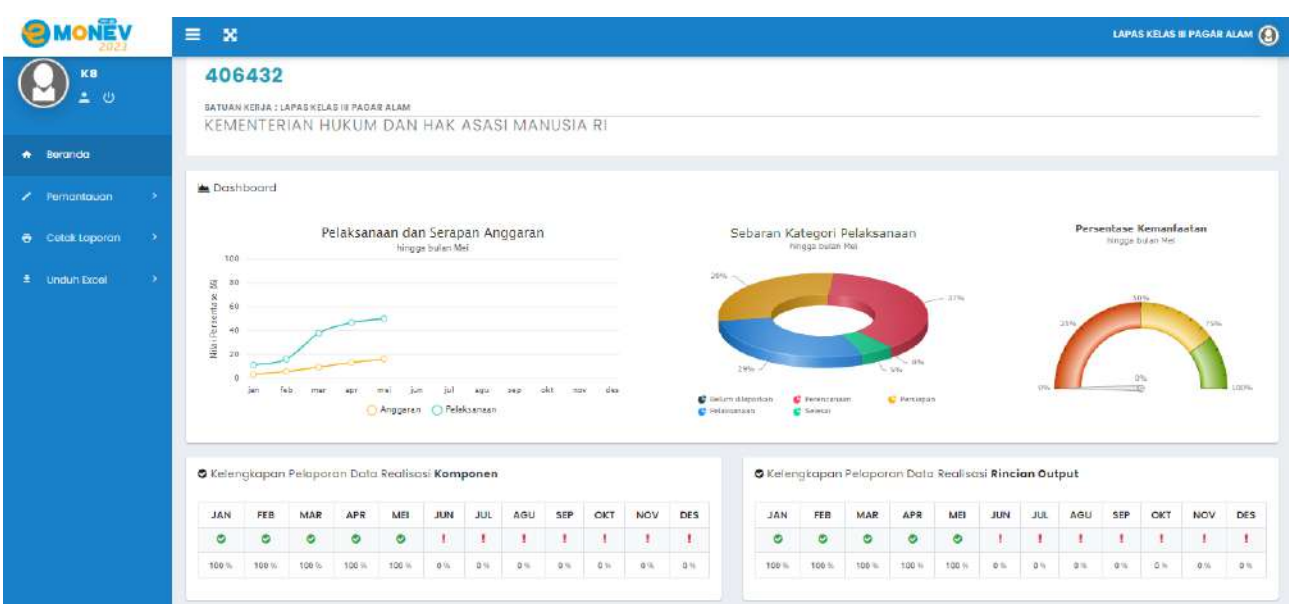 eMONEV
2023
LAPAS KELAS III PAGAR ALAM
K8
406432
SATUAN KERJA : LAPAS KELAS III PAGAR ALAM
KEMENTERIAN HUKUM DAN HAK ASASI MANUSIA RI
Beranda
Pemantauan
Cetak Laporan
Unduh Excel
Dashboard
Pelaksanaan dan Serapan Anggaran
hingga bulan Mei
100
80
60
40
20
0
jan feb mar apr mei jun jul agu sep okt nov des
Anggaran Pelaksanaan
Sebaran Kategori Pelaksanaan
hingga bulan Mei
37%
0%
5%
Belum dilaporkan Perencanaan Persiapan
Pelaksanaan Selesai
Persentase Kemanfaatan
hingga bulan Mei
0%
25%
50%
75%
100%
0%
Kelengkapan Pelaporan Data Realisasi Komponen
JAN FEB MAR APR MEI JUN JUL AGU SEP OKT NOV DES
! ! ! ! ! ! !
100 % 100 % 100 % 100 % 100 % 0 % 0 % 0 % 0 % 0 % 0 % 0 %
Kelengkapan Pelaporan Data Realisasi Rincian Output
JAN FEB MAR APR MEI JUN JUL AGU SEP OKT NOV DES
! ! ! ! ! ! !
100 % 100 % 100 % 100 % 100 % 0 % 0 % 0 % 0 % 0 % 0 % 0 %